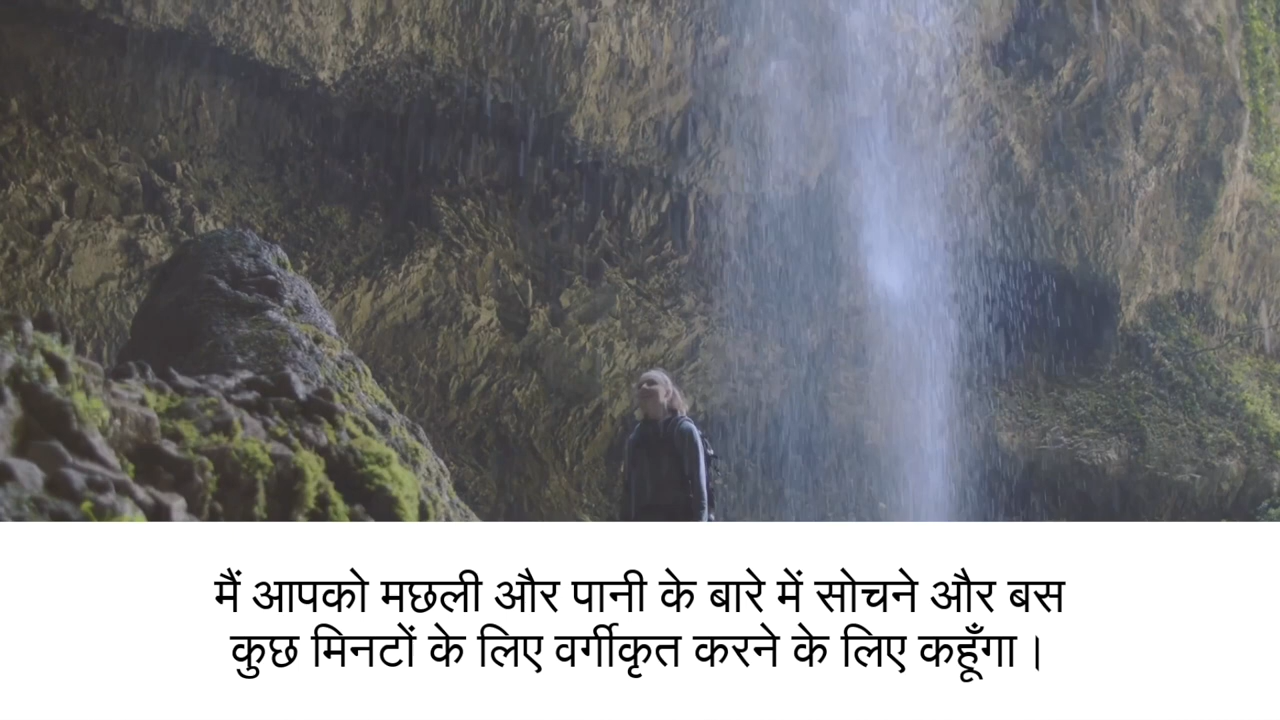 मैं आपको मछली और पानी के बारे में सोचने और बस
कुछ मिनटों के लिए वर्गीकृत करने के लिए कहूँगा।